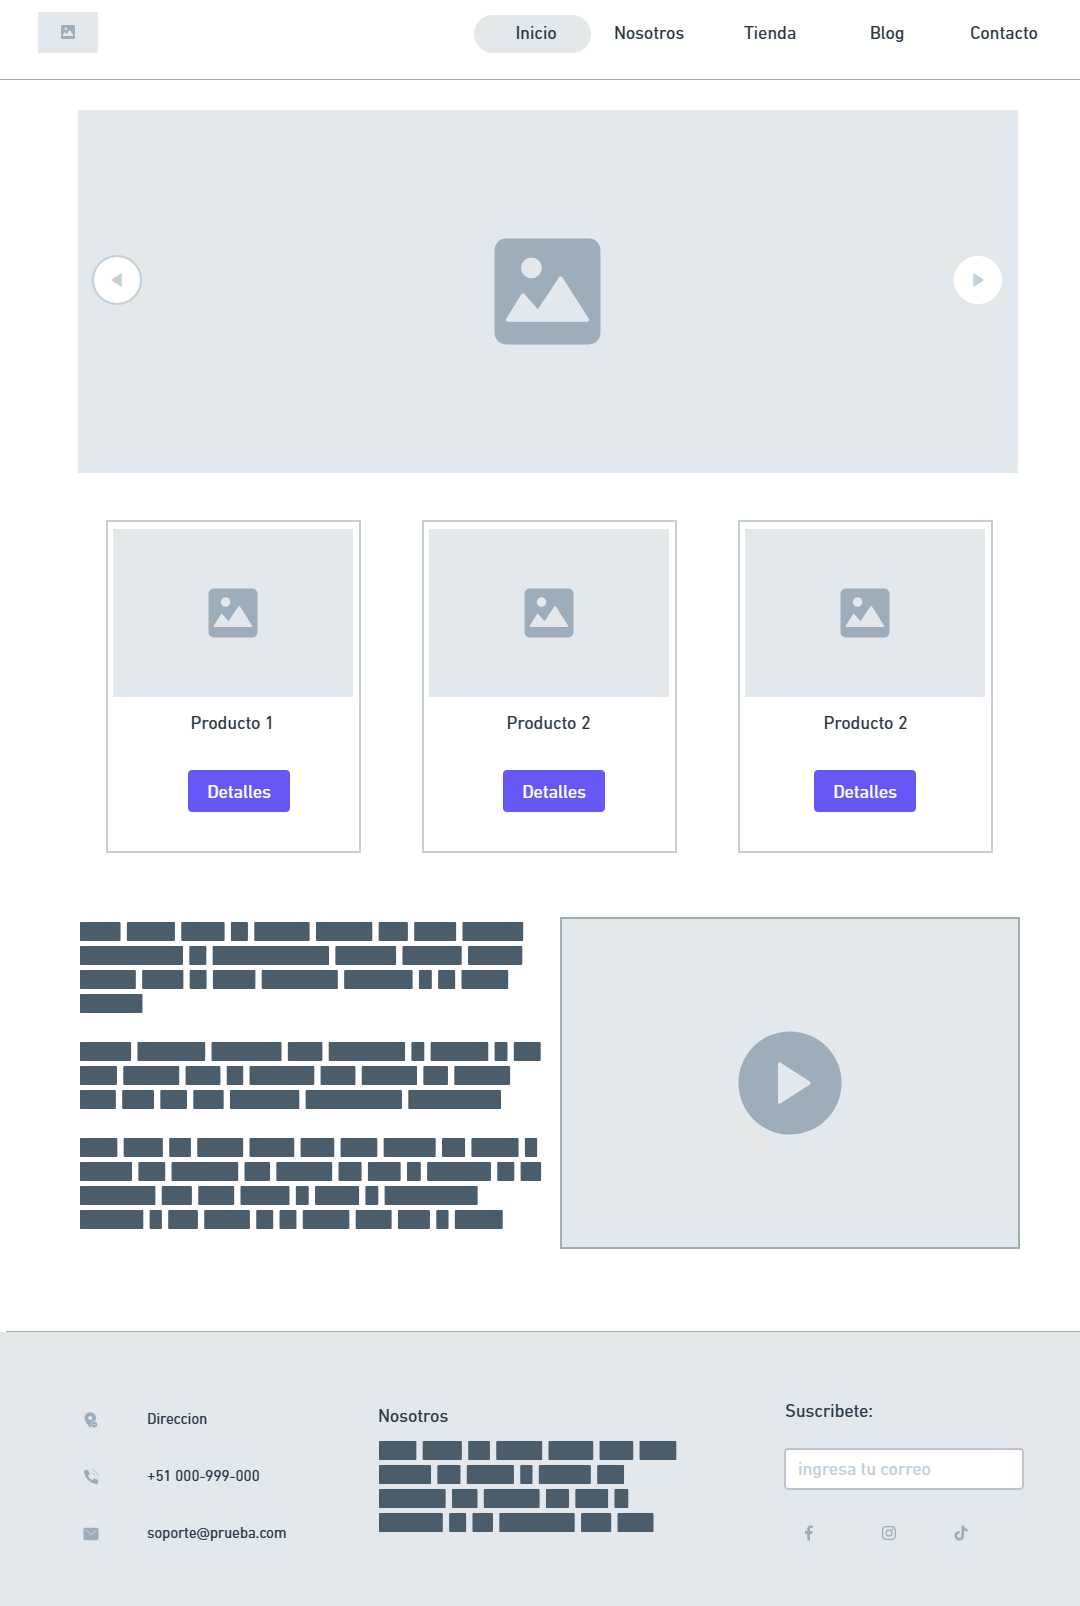 Inicio
Nosotros
Tienda
Blog
Contacto
Producto 1
Producto 2
Producto 2
Detalles
Detalles
Detalles
Direccion
+51 000-999-000
soporte@prueba.com
Nosotros
Suscribete:
ingresa tu correo